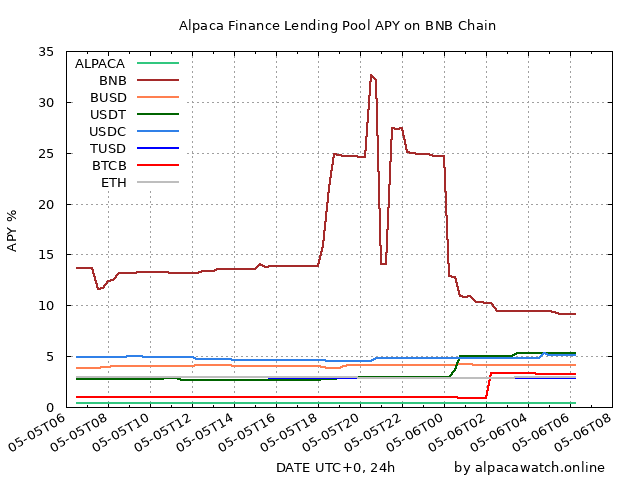 Alpaca Finance Lending Pool APY on BNB Chain
APY %
35
30
25
20
15
10
5
0
ALPACA
BNB
BUSD
USDT
USDC
TUSD
BTCB
ETH
05-05T06
05-05T08
05-05T10
05-05T12
05-05T14
05-05T16
05-05T18
05-05T20
05-05T22
05-06T00
05-06T02
05-06T04
05-06T06
05-06T08
DATE UTC+0, 24h
by alpacawatch.online